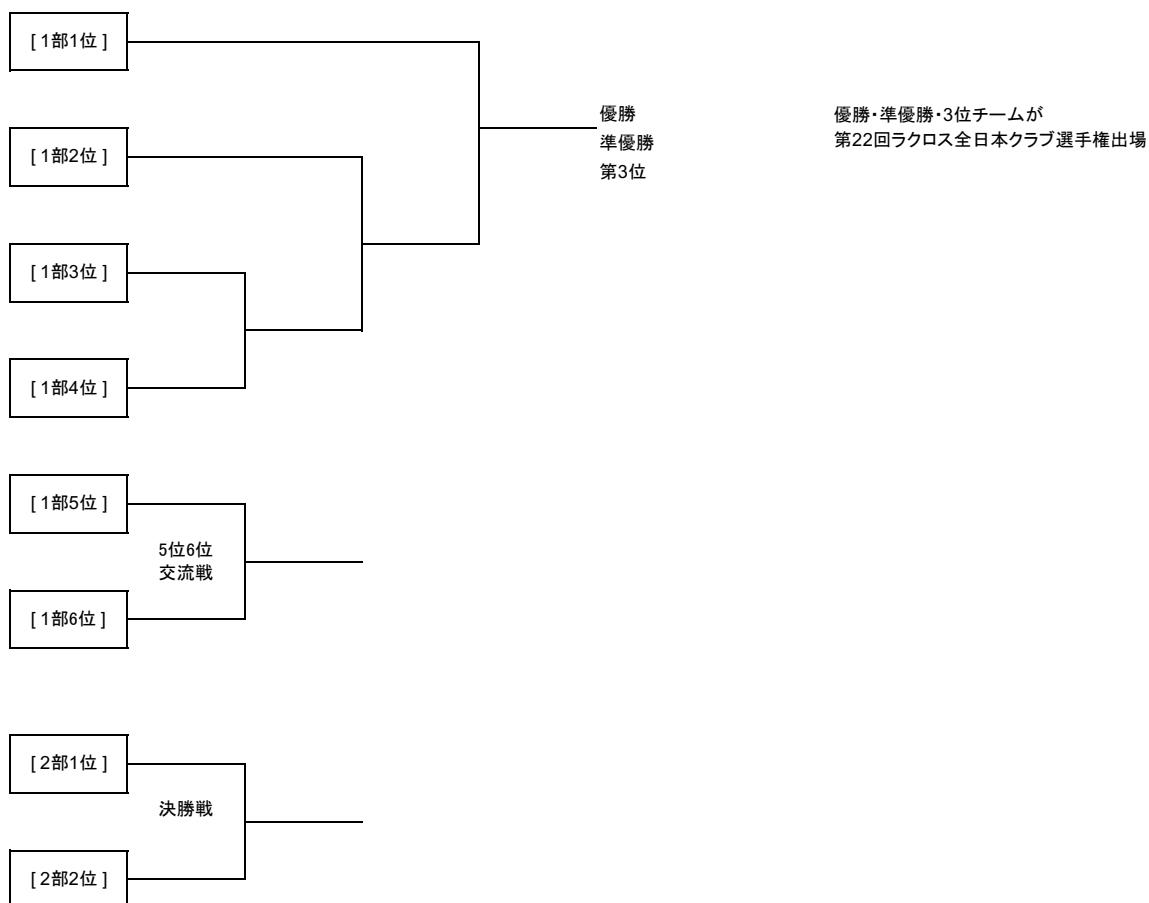 [ 1部1位 ]
優勝
準優勝
第3位
優勝・準優勝・3位チームが
第22回ラクロス全日本クラブ選手権出場
[ 1部2位 ]
[ 1部3位 ]
[ 1部4位 ]
[ 1部5位 ]
5位6位
交流戦
[ 1部6位 ]
[ 2部1位 ]
決勝戦
[ 2部2位 ]